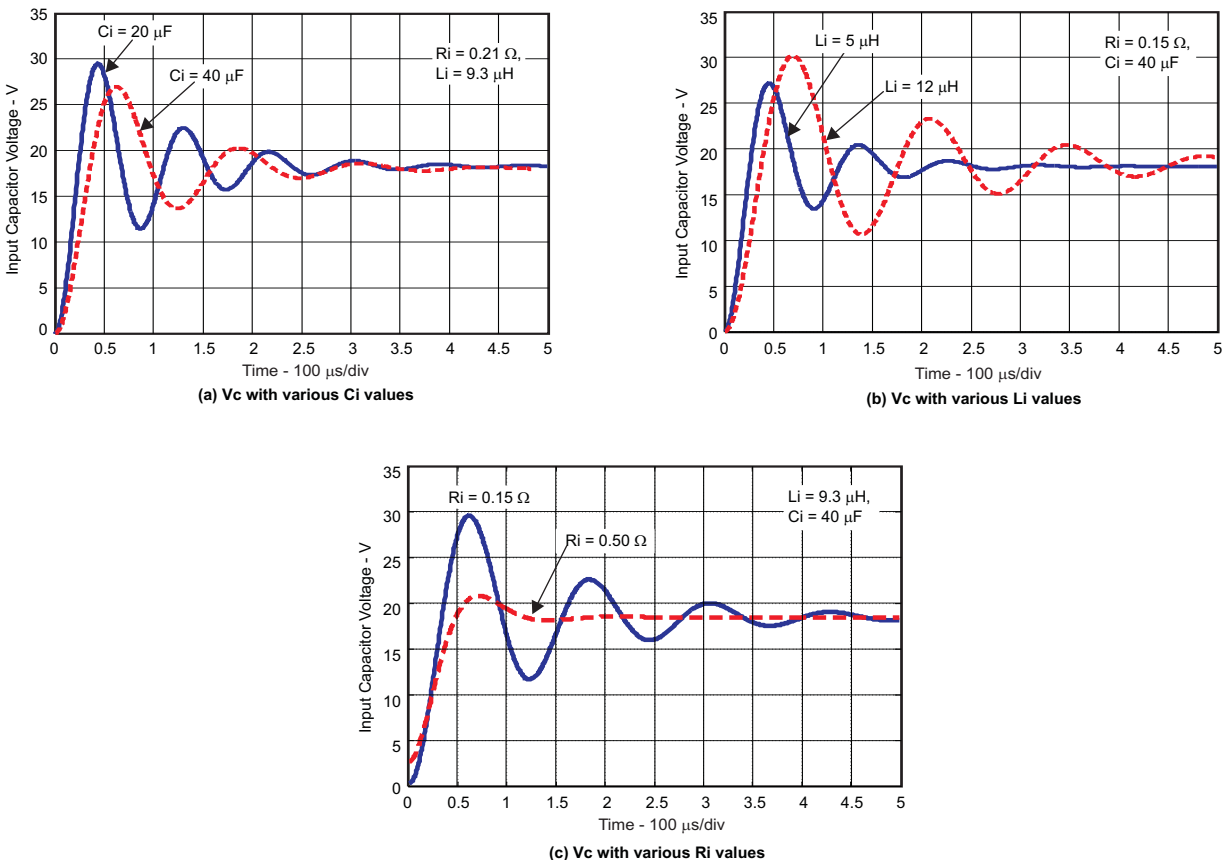 35
30
25
20
15
10
5
0
Input Capacitor Voltage - V
Ci = 20 μF
Ci = 40 μF
Ri = 0.21 Ω,
Li = 9.3 μH
0 0.5 1 1.5 2 2.5 3 3.5 4 4.5 5
Time - 100 μs/div
(a) Vc with various Ci values
35
30
25
20
15
10
5
0
Input Capacitor Voltage - V
Li = 5 μH
Li = 12 μH
Ri = 0.15 Ω,
Ci = 40 μF
0 0.5 1 1.5 2 2.5 3 3.5 4 4.5 5
Time - 100 μs/div
(b) Vc with various Li values
35
30
25
20
15
10
5
0
Input Capacitor Voltage - V
Ri = 0.15 Ω
Ri = 0.50 Ω
Li = 9.3 μH,
Ci = 40 μF
0 0.5 1 1.5 2 2.5 3 3.5 4 4.5 5
Time - 100 μs/div
(c) Vc with various Ri values